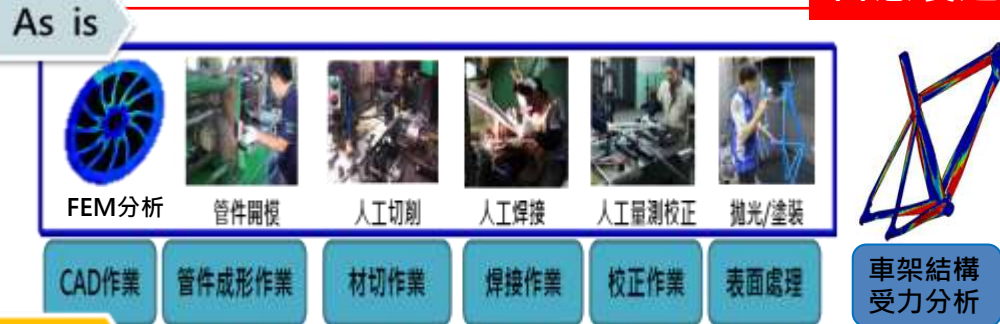 As is
FEM分析
管件開模
人工切削
人工焊接
人工量測校正
拋光/塗裝
CAD作業
管件成形作業
材切作業
焊接作業
校正作業
表面處理
車架結構
受力分析